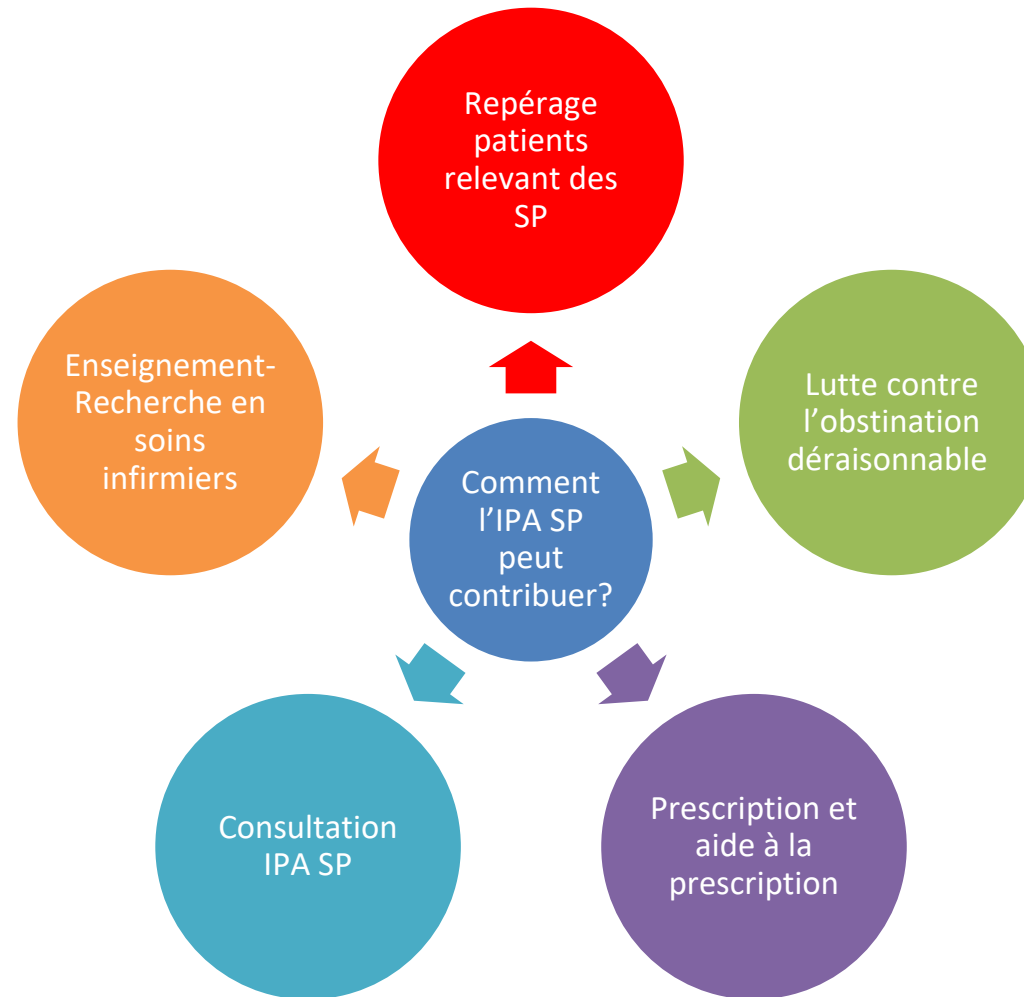 Repérage
patients
relevant des
SP
Enseignement-
Recherche en
soins
infirmiers
Lutte contre
l’obstination
déraisonnable
Comment
l’IPA SP
peut
contribuer?
Consultation
IPA SP
Prescription et
aide à la
prescription